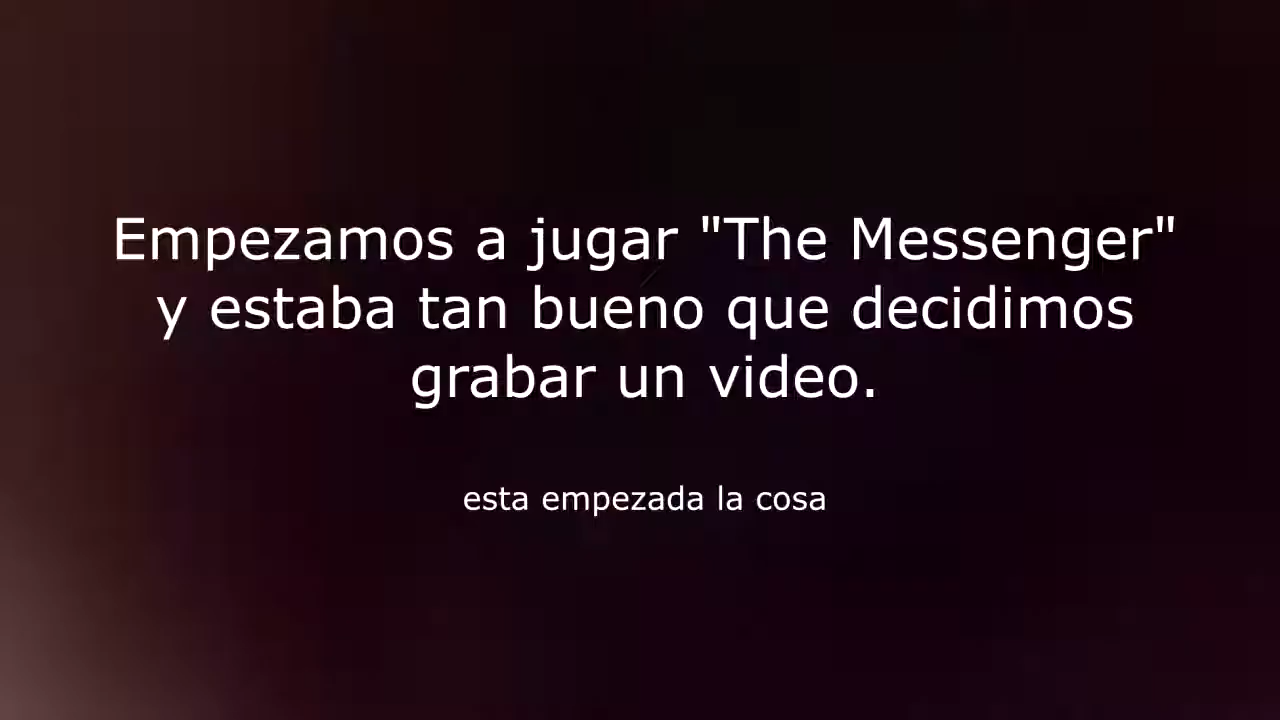 Empezamos a jugar "The Messenger"
y estaba tan bueno que decidimos
grabar un video.
esta empezada la cosa